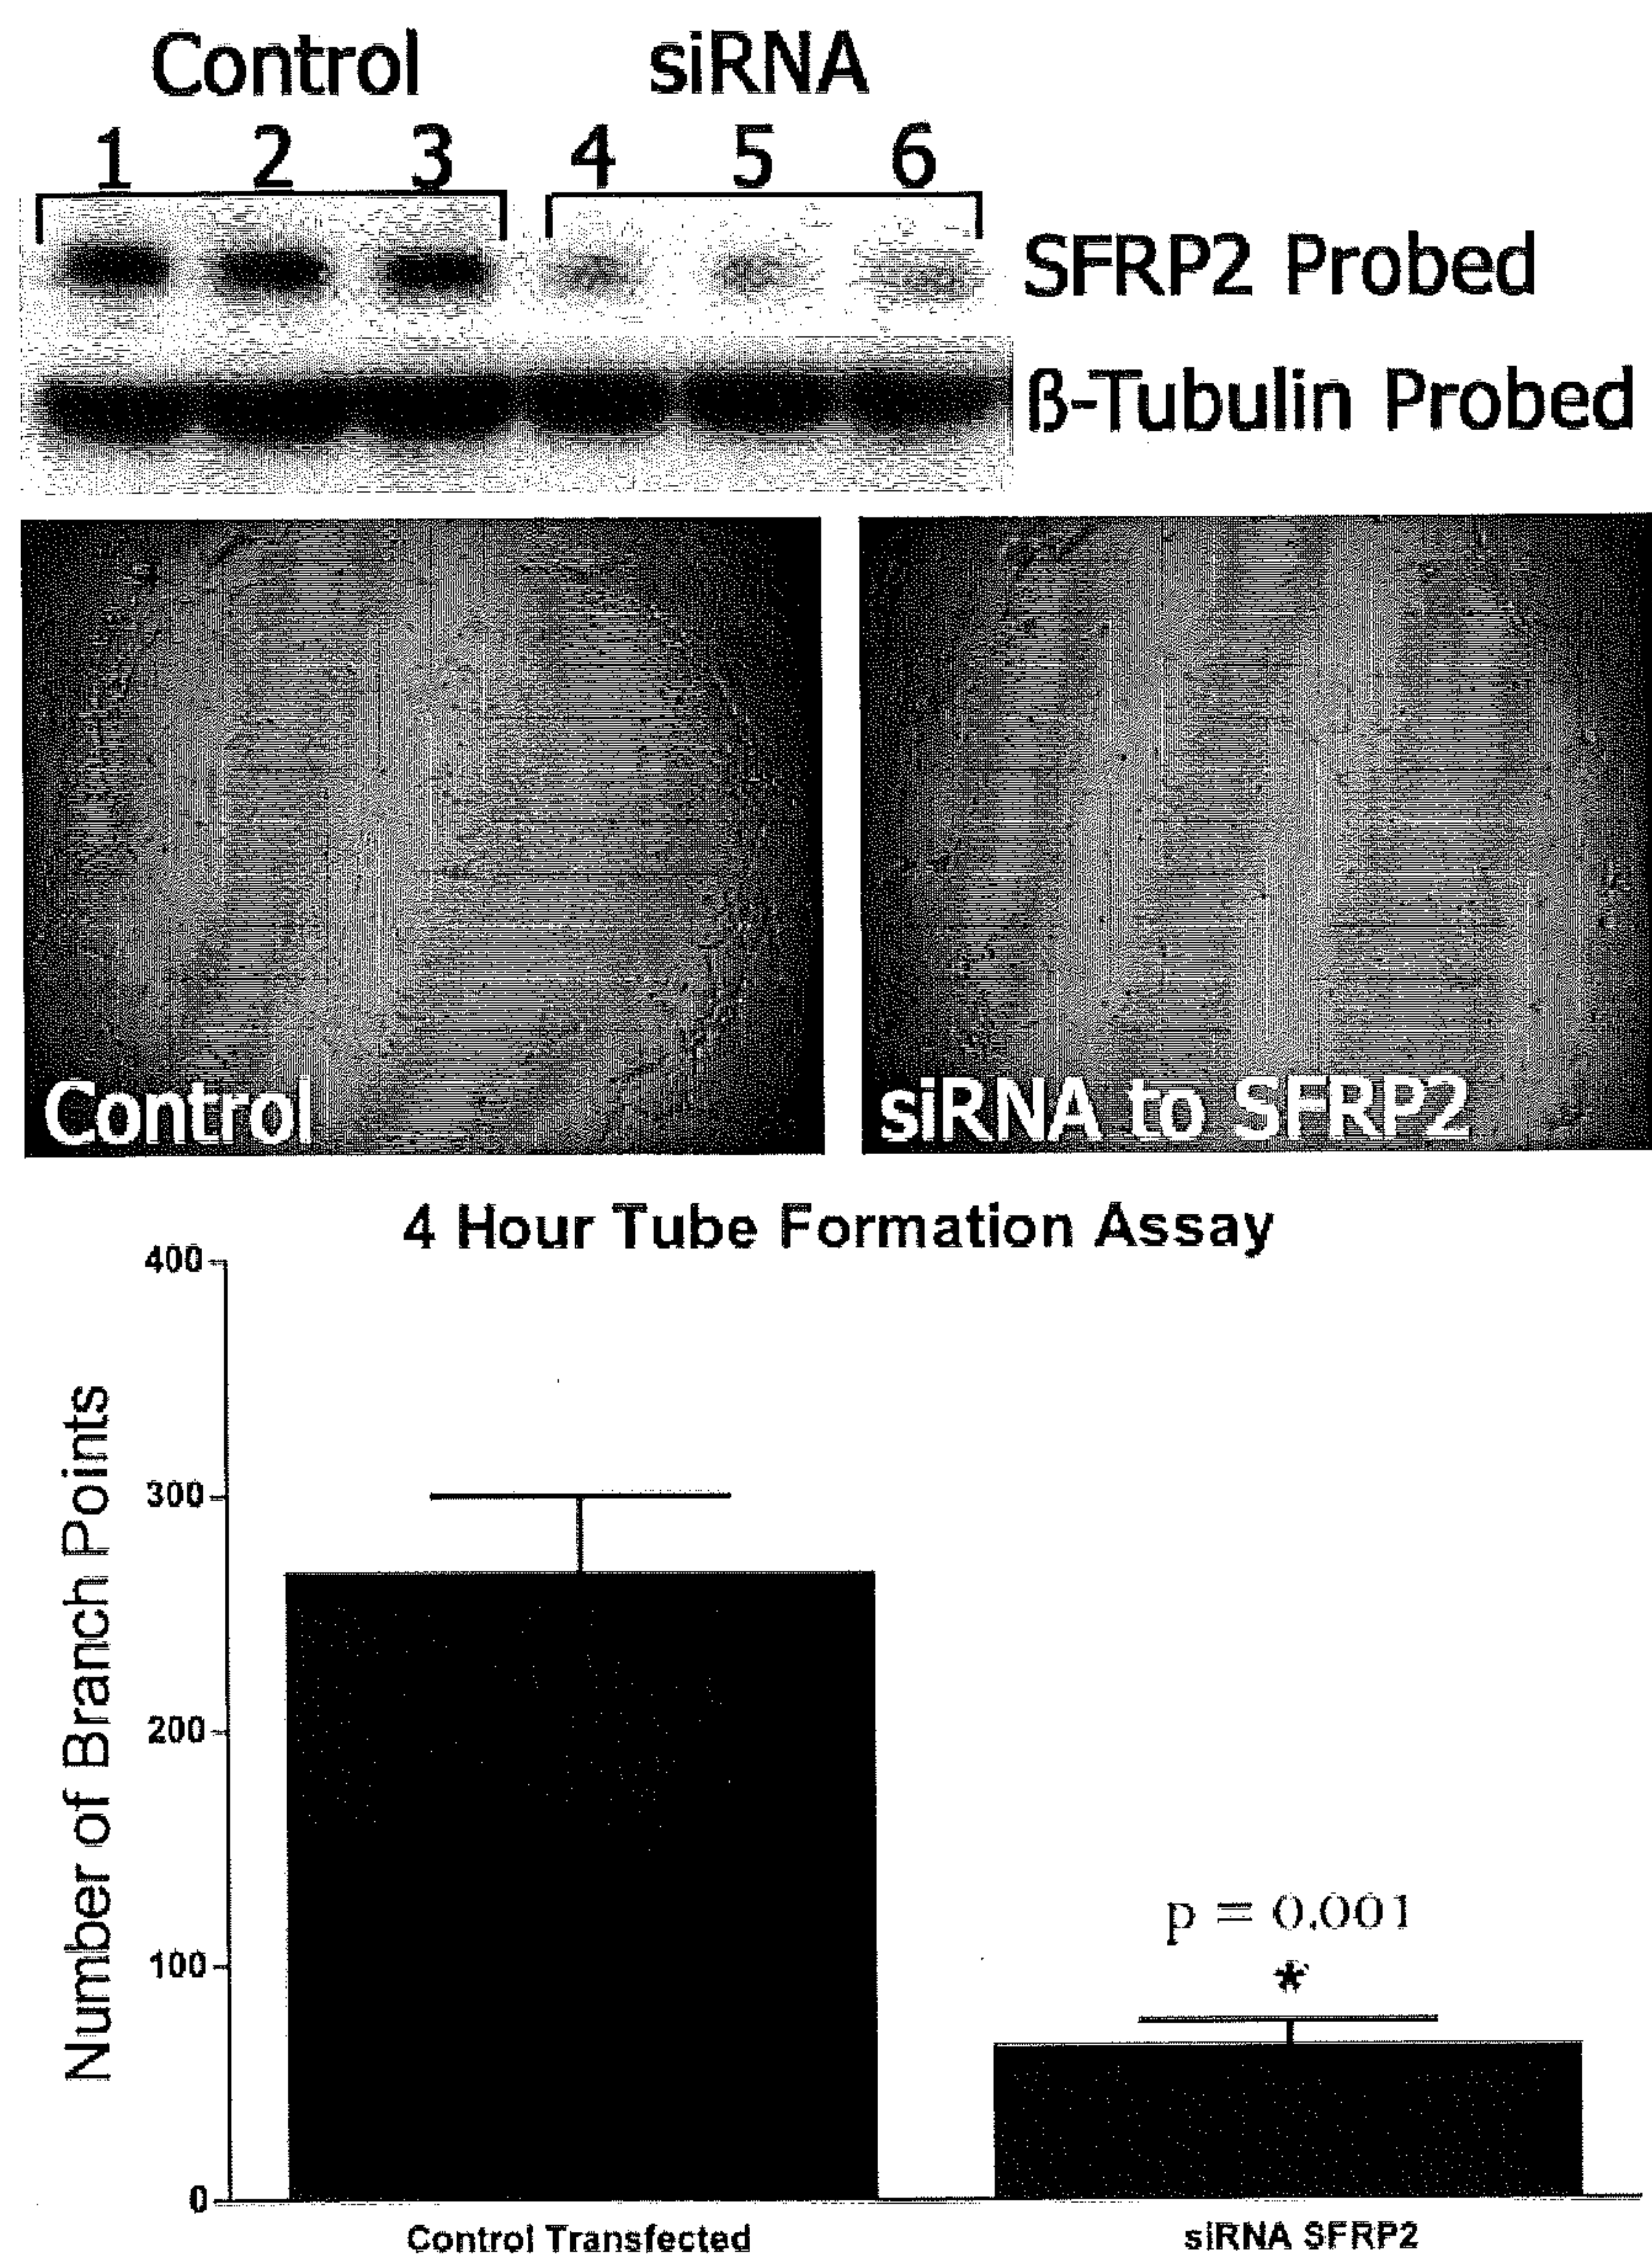 Control siRNA
1 2 3 4 5 6
SFRP2 Probed
ß-Tubulin Probed
Control
siRNA to SFRP2
4 Hour Tube Formation Assay
Number of Branch Points
400
300
200
100
0
p = 0.001
*
Control Transfected
siRNA SFRP2